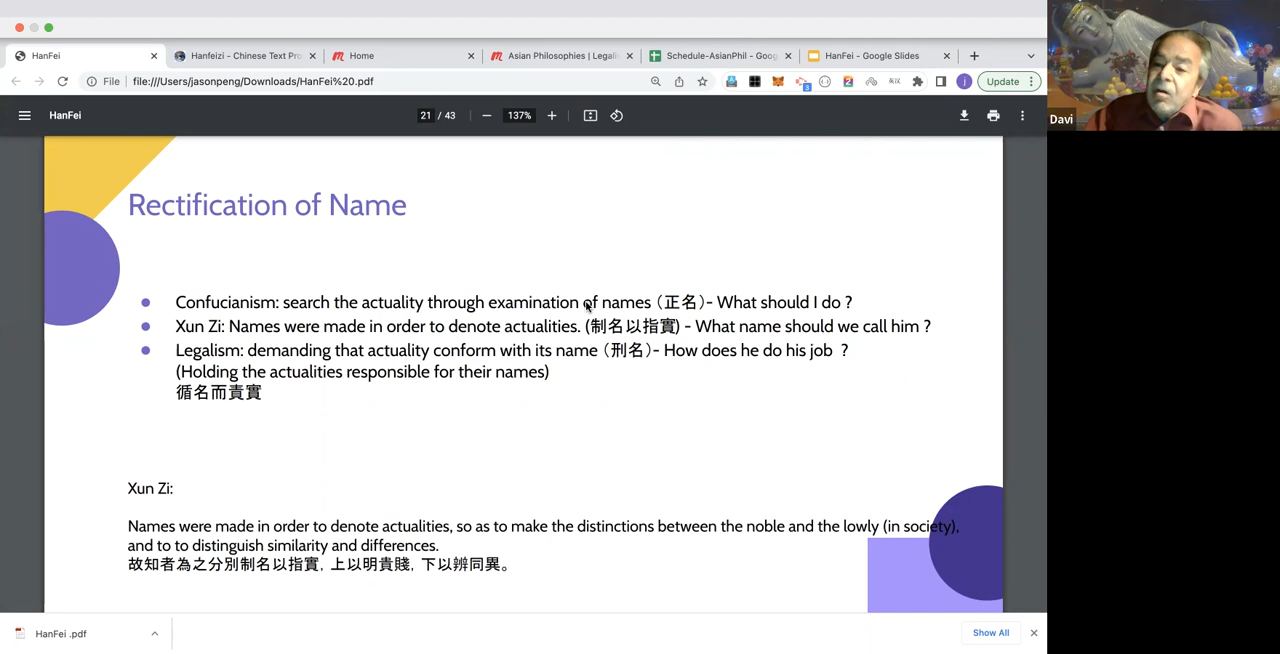 HanFei
Hanfeizi - Chinese Text Pro
Home
Asian Philosophies | Legali
Schedule-AsianPhil - Goog
HanFei - Google Slides
File
file:///Users/jasonpeng/Downloads/HanFei%20.pdf
Update
HanFei
21 / 43
137%
Davi
Rectification of Name
Confucianism: search the actuality through examination of names (正名)- What should I do ?
Xun Zi: Names were made in order to denote actualities. (制名以指實) - What name should we call him ?
Legalism: demanding that actuality conform with its name (刑名)- How does he do his job ?
(Holding the actualities responsible for their names)
循名而責實
Xun Zi:
Names were made in order to denote actualities, so as to make the distinctions between the noble and the lowly (in society),
and to to distinguish similarity and differences.
故知者為之分別制名以指實，上以明貴賤，下以辨同異。
HanFei .pdf
Show All